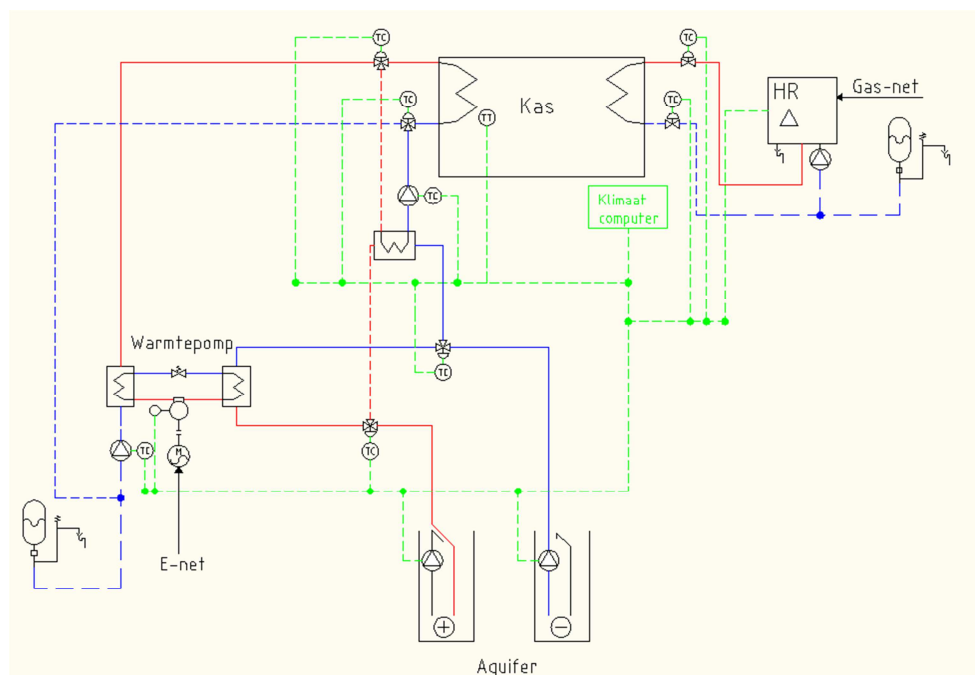 TC
TC
Kas
TT
TC
TC
HR
Gas-net
TC
Klimaat
computer
Warmtepomp
TC
TC
M
TC
E-net
+
−
Aquifer